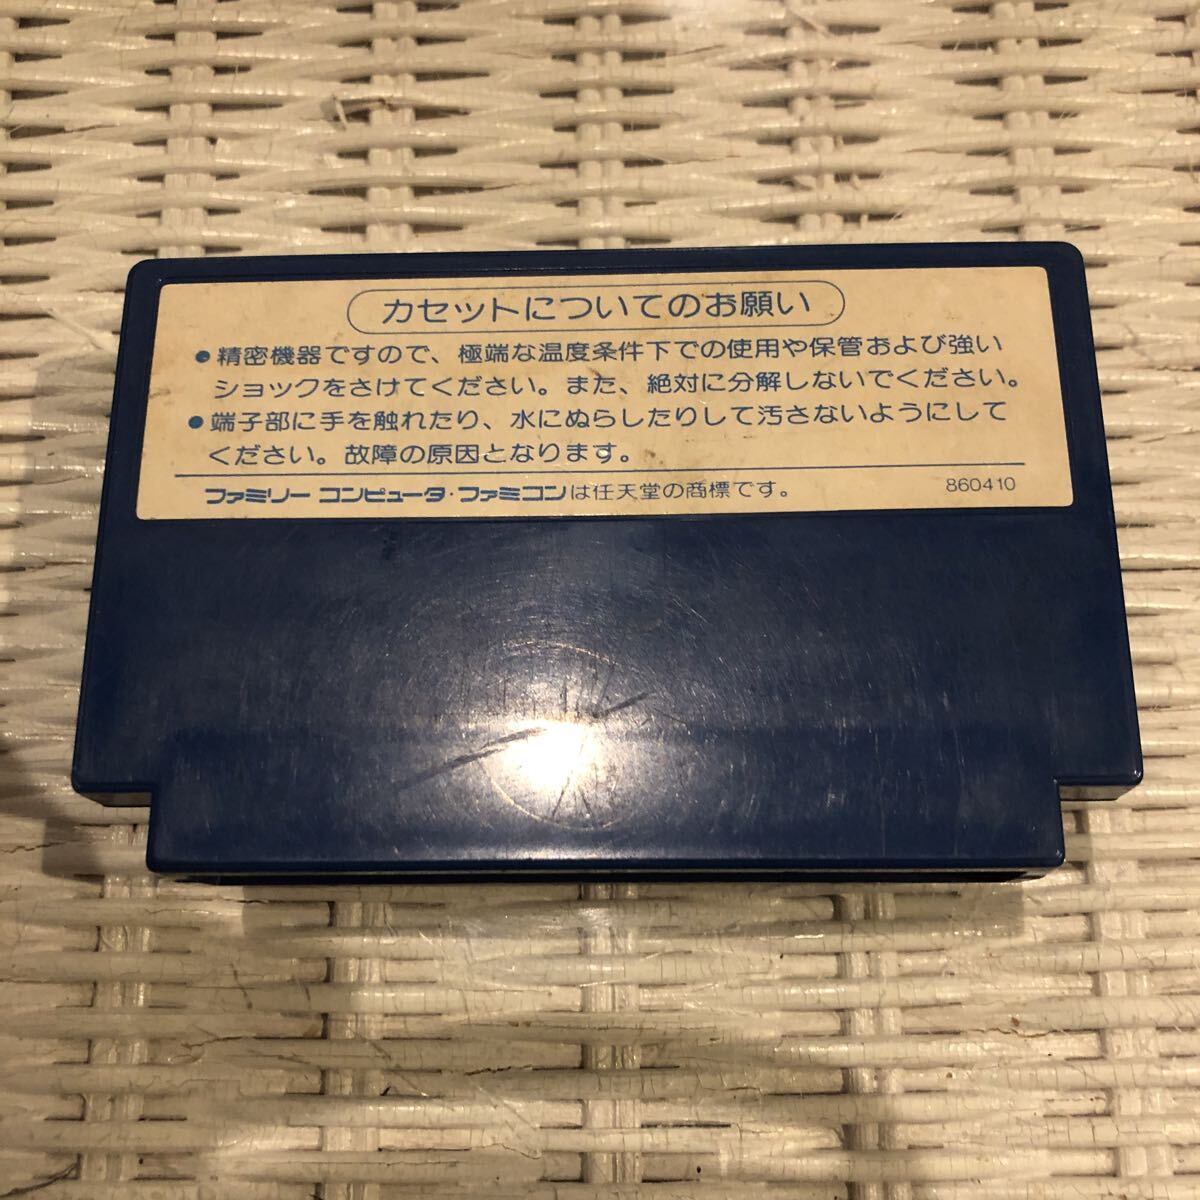 カセットについてのお願い
●精密機器ですので、極端な温度条件下での使用や保管および強い
ショックをさけてください。また、絶対に分解しないでください。
●端子部に手を触れたり、水にぬらしたりして汚さないようにして
ください。故障の原因となります。
ファミリー コンピュータ・ファミコンは任天堂の商標です。 860410